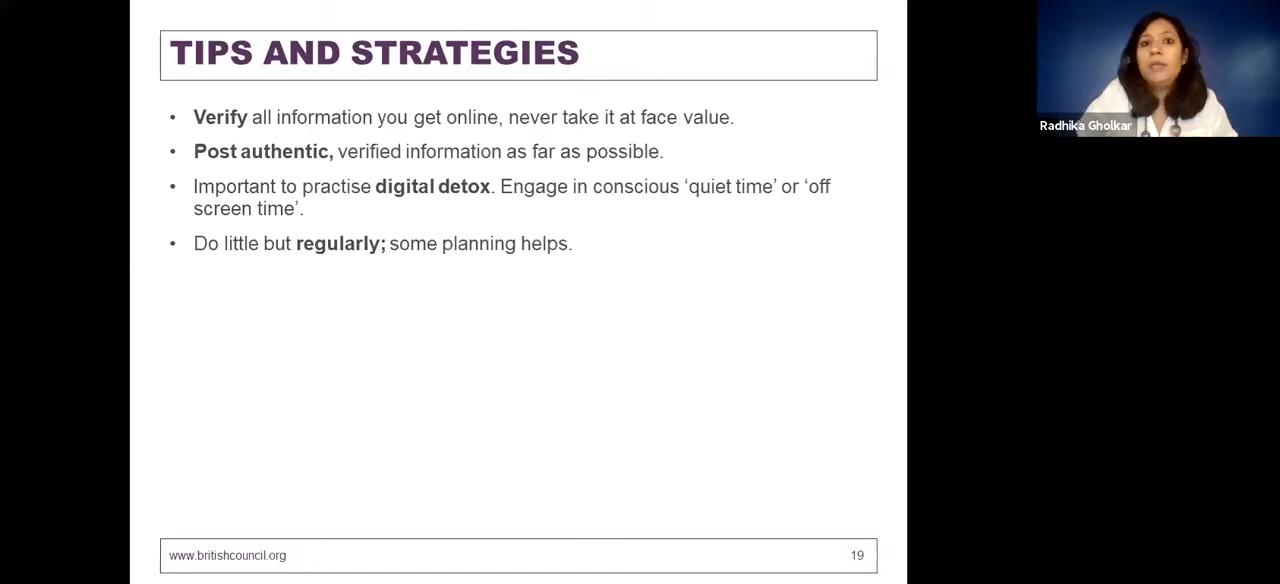 TIPS AND STRATEGIES
• Verify all information you get online, never take it at face value.
• Post authentic, verified information as far as possible.
• Important to practise digital detox. Engage in conscious ‘quiet time’ or ‘off
screen time’.
• Do little but regularly; some planning helps.
www.britishcouncil.org
19
Radhika Gholkar